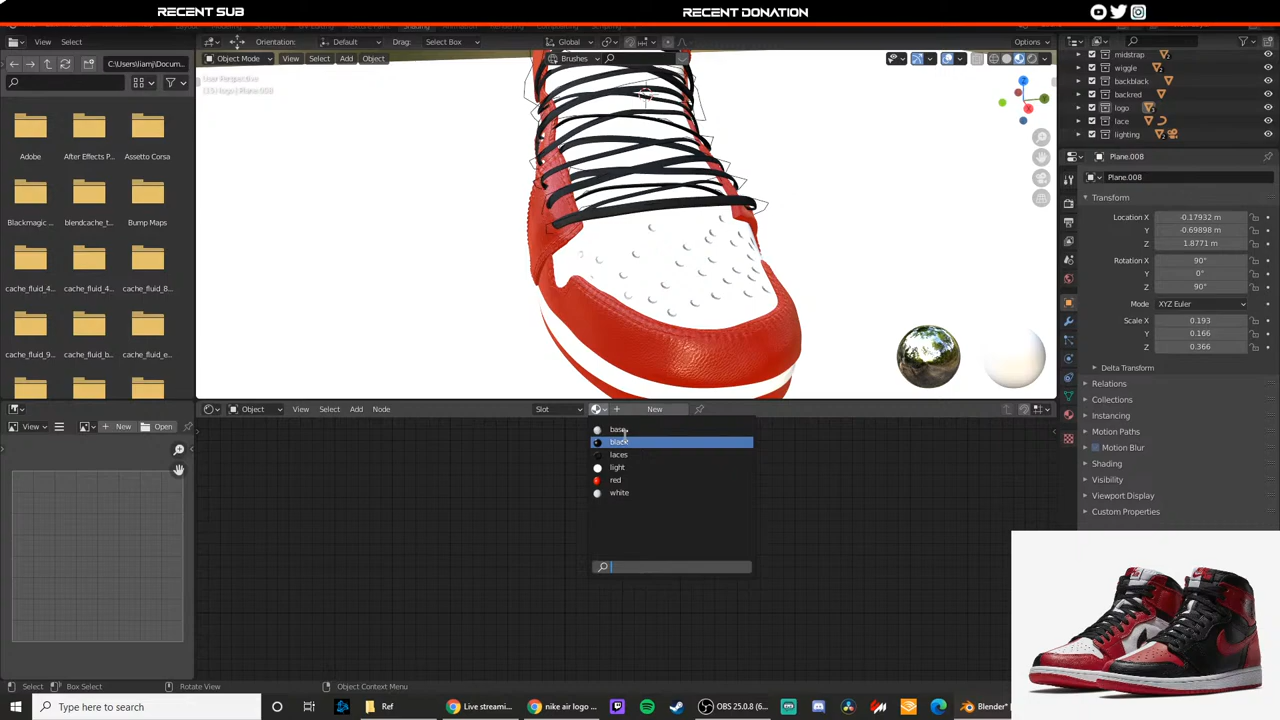 RECENT SUB
RECENT DONATION
View
Select
Orientation:
Default
Drag:
Select Box
Global
Options
C:\Users\liamj\Docum...
Object Mode
View
Select
Add
Object
Brushes
User Perspective
Adobe
After Effects P...
Assetto Corsa
Blackmagic ...
blendcache_t...
Bump Maps
cache_fluid_4...
cache_fluid_4...
cache_fluid_8...
cache_fluid_9...
cache_fluid_b...
cache_fluid_e...
midstrap
wiggle
backblack
backred
logo
lace
lighting
Plane.008
Plane.008
Transform
Location X
-0.17932 m
Y
-0.69898 m
Z
1.8771 m
Rotation X
90°
Y
0°
Z
90°
Mode
XYZ Euler
Scale X
0.193
Y
0.166
Z
0.366
Delta Transform
Relations
Collections
Instancing
Motion Paths
Motion Blur
Shading
Visibility
Viewport Display
Custom Properties
Object
View
Select
Add
Node
Slot
New
View
New
Open
base
black
laces
light
red
white
Select
Box Select
Rotate View
Object Context Menu
Type here to search
Ref
Live streami...
nike air logo ...
OBS 25.0.8 (6...
Blender*